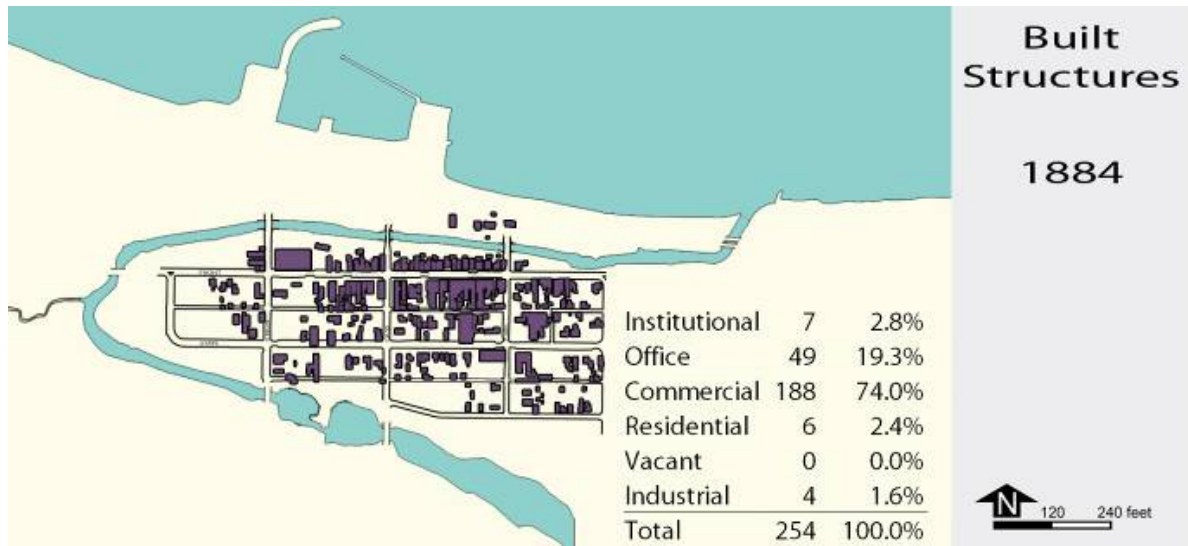 Built
Structures
1884
FRONT
Institutional 7 2.8%
Office 49 19.3%
Commercial 188 74.0%
Residential 6 2.4%
Vacant 0 0.0%
Industrial 4 1.6%
Total 254 100.0%
N
120 240 feet